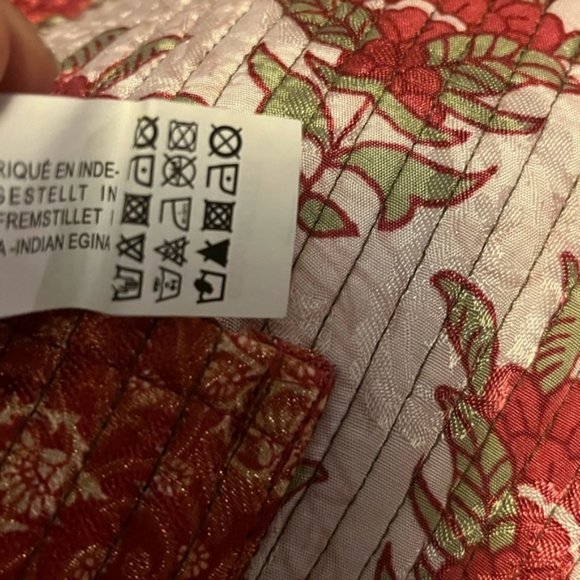 RIQUÉ EN INDE-
GESTELLT IN
FREMSTILLET I
A -INDIAN EGINA